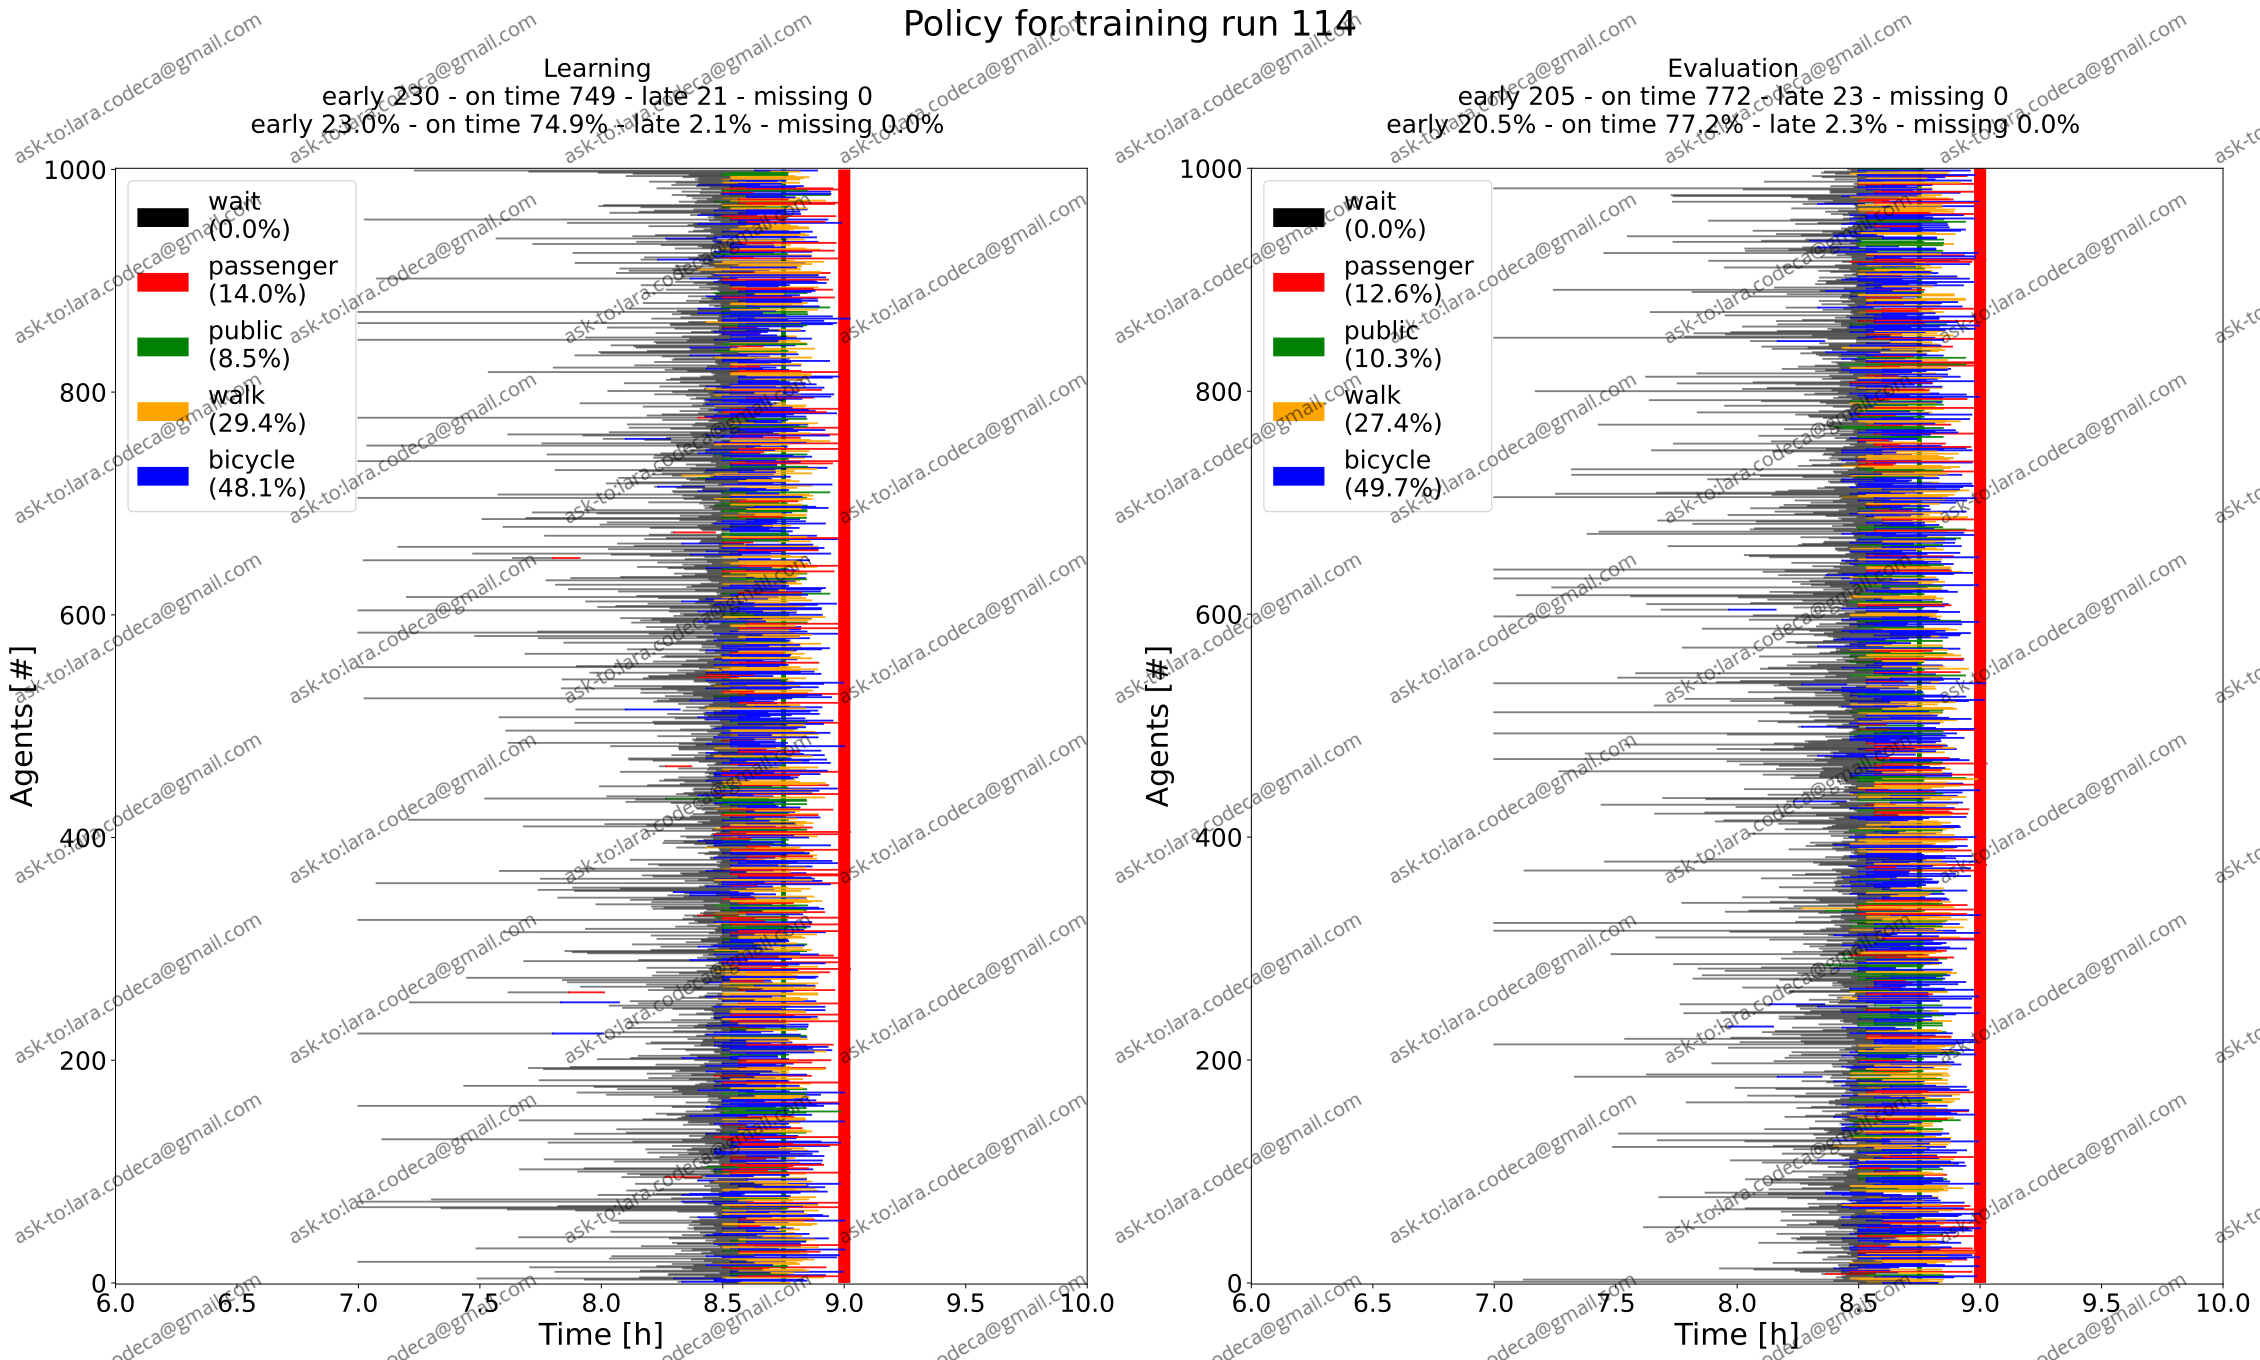 Policy for training run 114
Learning
early 230 - on time 749 - late 21 - missing 0
early 23.0% - on time 74.9% - late 2.1% - missing 0.0%
Evaluation
early 205 - on time 772 - late 23 - missing 0
early 20.5% - on time 77.2% - late 2.3% - missing 0.0%
wait
(0.0%)
passenger
(14.0%)
public
(8.5%)
walk
(29.4%)
bicycle
(48.1%)
wait
(0.0%)
passenger
(12.6%)
public
(10.3%)
walk
(27.4%)
bicycle
(49.7%)
Agents [#]
1000
800
600
400
200
0
6.0 6.5 7.0 7.5 8.0 8.5 9.0 9.5 10.0
Time [h]
Agents [#]
1000
800
600
400
200
0
6.0 6.5 7.0 7.5 8.0 8.5 9.0 9.5 10.0
Time [h]
ask-to:lara.codeca@gmail.com